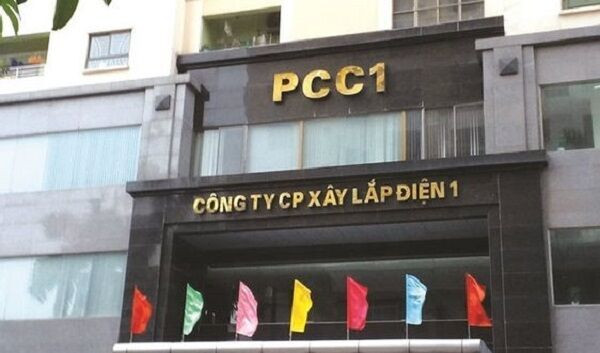 PCC1
CÔNG TY CP XÂY LẮP ĐIỆN 1